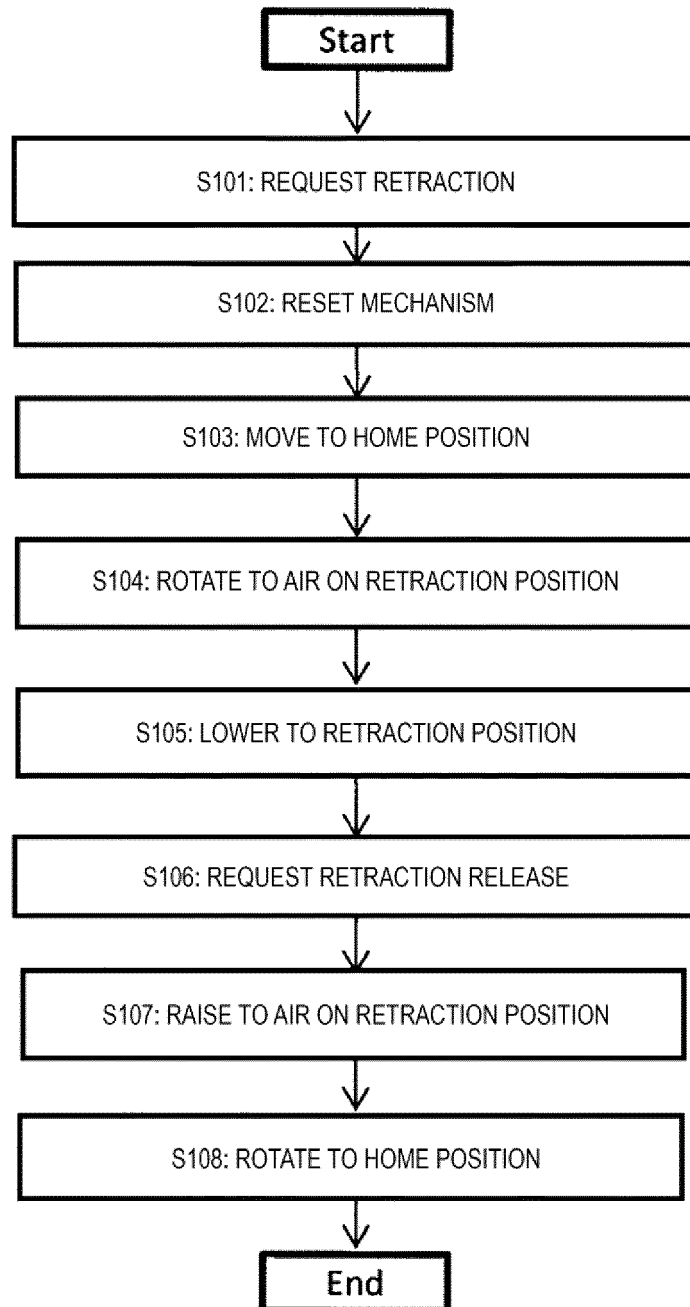 Start
S101: REQUEST RETRACTION
S102: RESET MECHANISM
S103: MOVE TO HOME POSITION
S104: ROTATE TO AIR ON RETRACTION POSITION
S105: LOWER TO RETRACTION POSITION
S106: REQUEST RETRACTION RELEASE
S107: RAISE TO AIR ON RETRACTION POSITION
S108: ROTATE TO HOME POSITION
End